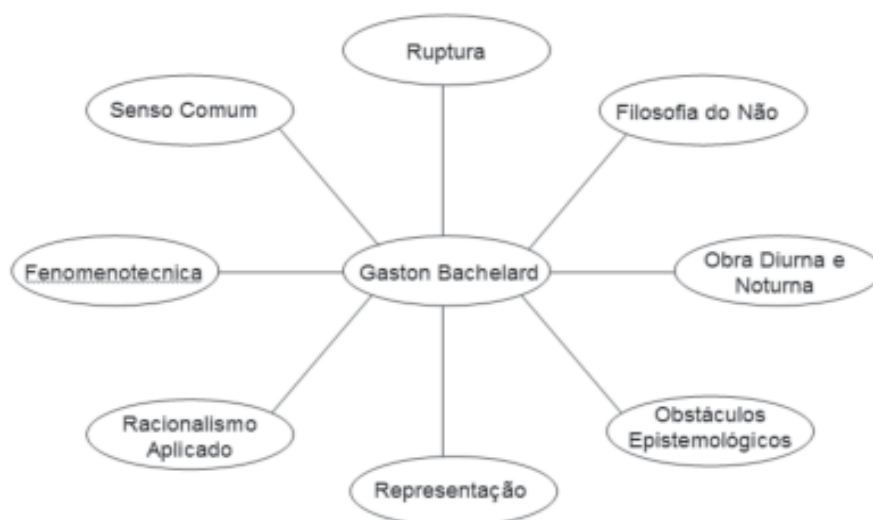 Ruptura
Senso Comum
Filosofia do Não
Fenomenotecnica
Gaston Bachelard
Obra Diurna e
Noturna
Racionalismo
Aplicado
Obstáculos
Epistemológicos
Representação